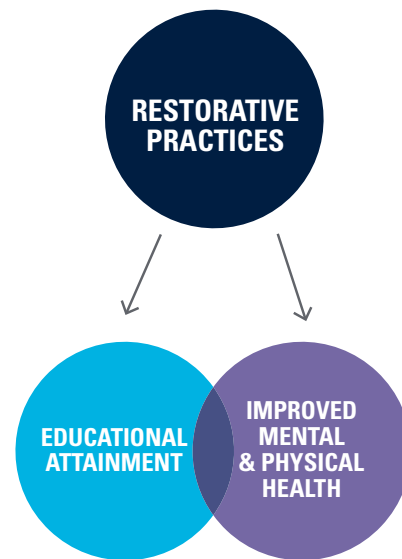 RESTORATIVE
PRACTICES
EDUCATIONAL
ATTAINMENT
IMPROVED
MENTAL
& PHYSICAL
HEALTH